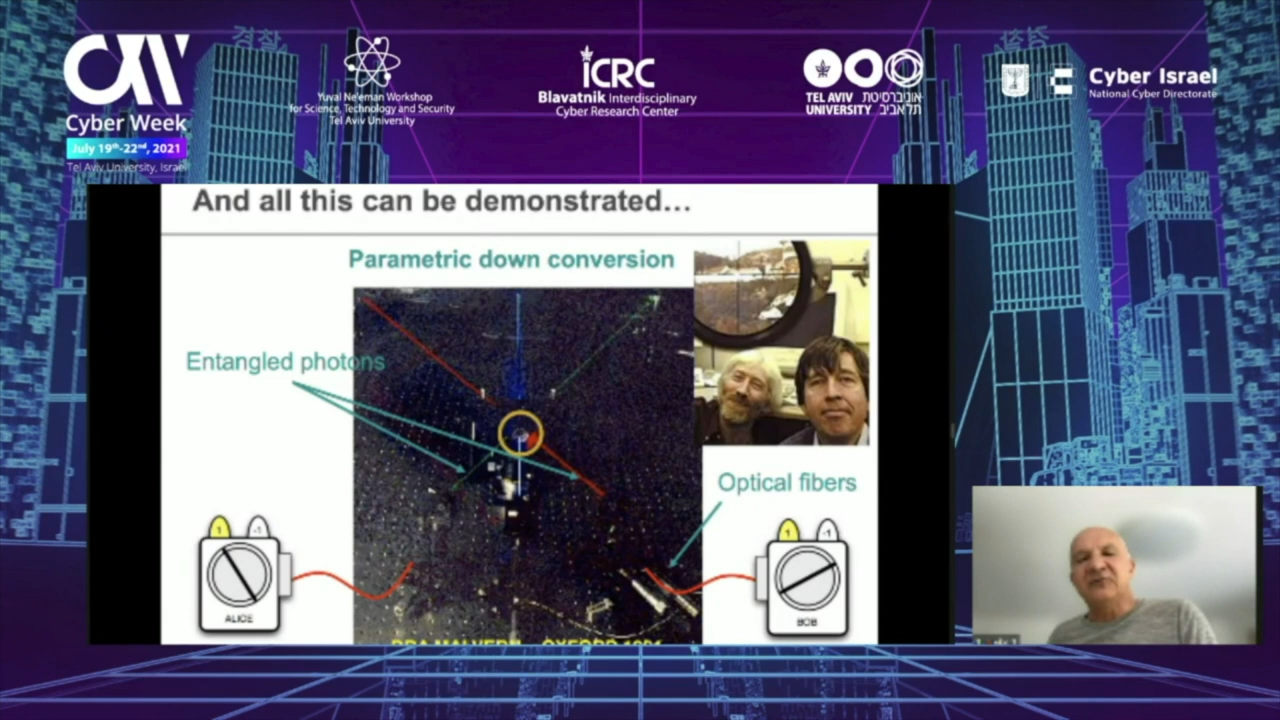 Cyber Week
July 19th-22nd, 2021
Tel Aviv University, Israel
Yuval Ne'eman Workshop
for Science, Technology and Security
Tel Aviv University
iCRC
Blavatnik Interdisciplinary
Cyber Research Center
TEL AVIV אוניברסיטת
UNIVERSITY תל אביב
Cyber Israel
National Cyber Directorate
And all this can be demonstrated...
Parametric down conversion
Entangled photons
Optical fibers
1 -1
ALICE
1 -1
BOB